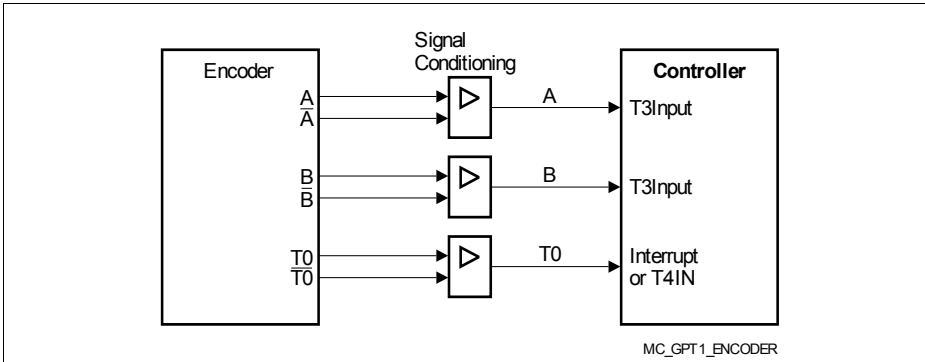 Signal
Conditioning
Encoder
Controller
A
A
A
T3Input
B
B
B
T3Input
T0
T0
T0
Interrupt
or T4IN
MC_GPT1_ENCODER